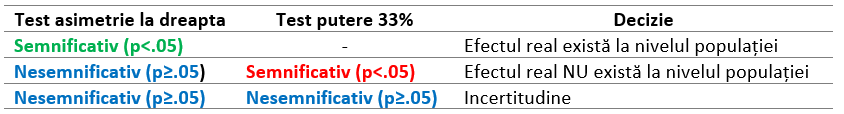 Test asimetrie la dreapta Test putere 33% Decizie
Semnificativ (p<.05) - Efectul real există la nivelul populației
Nesemnificativ (p≥.05) Semnificativ (p<.05) Efectul real NU există la nivelul populației
Nesemnificativ (p≥.05) Nesemnificativ (p≥.05) Incertitudine